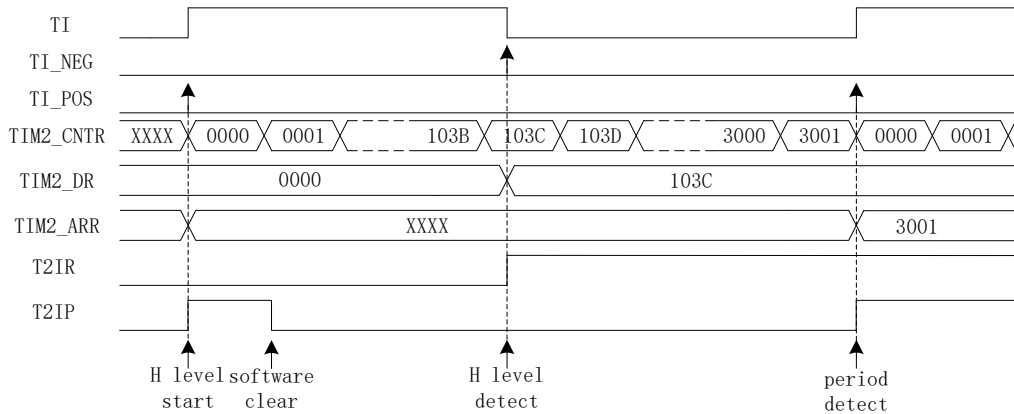 TI
TI_NEG
TI_POS
TIM2_CNTR XXXX 0000 0001 103B 103C 103D 3000 3001 0000 0001
TIM2_DR 0000 103C
TIM2_ARR XXXX 3001
T2IR
T2IP
H level start
software clear
H level detect
period detect